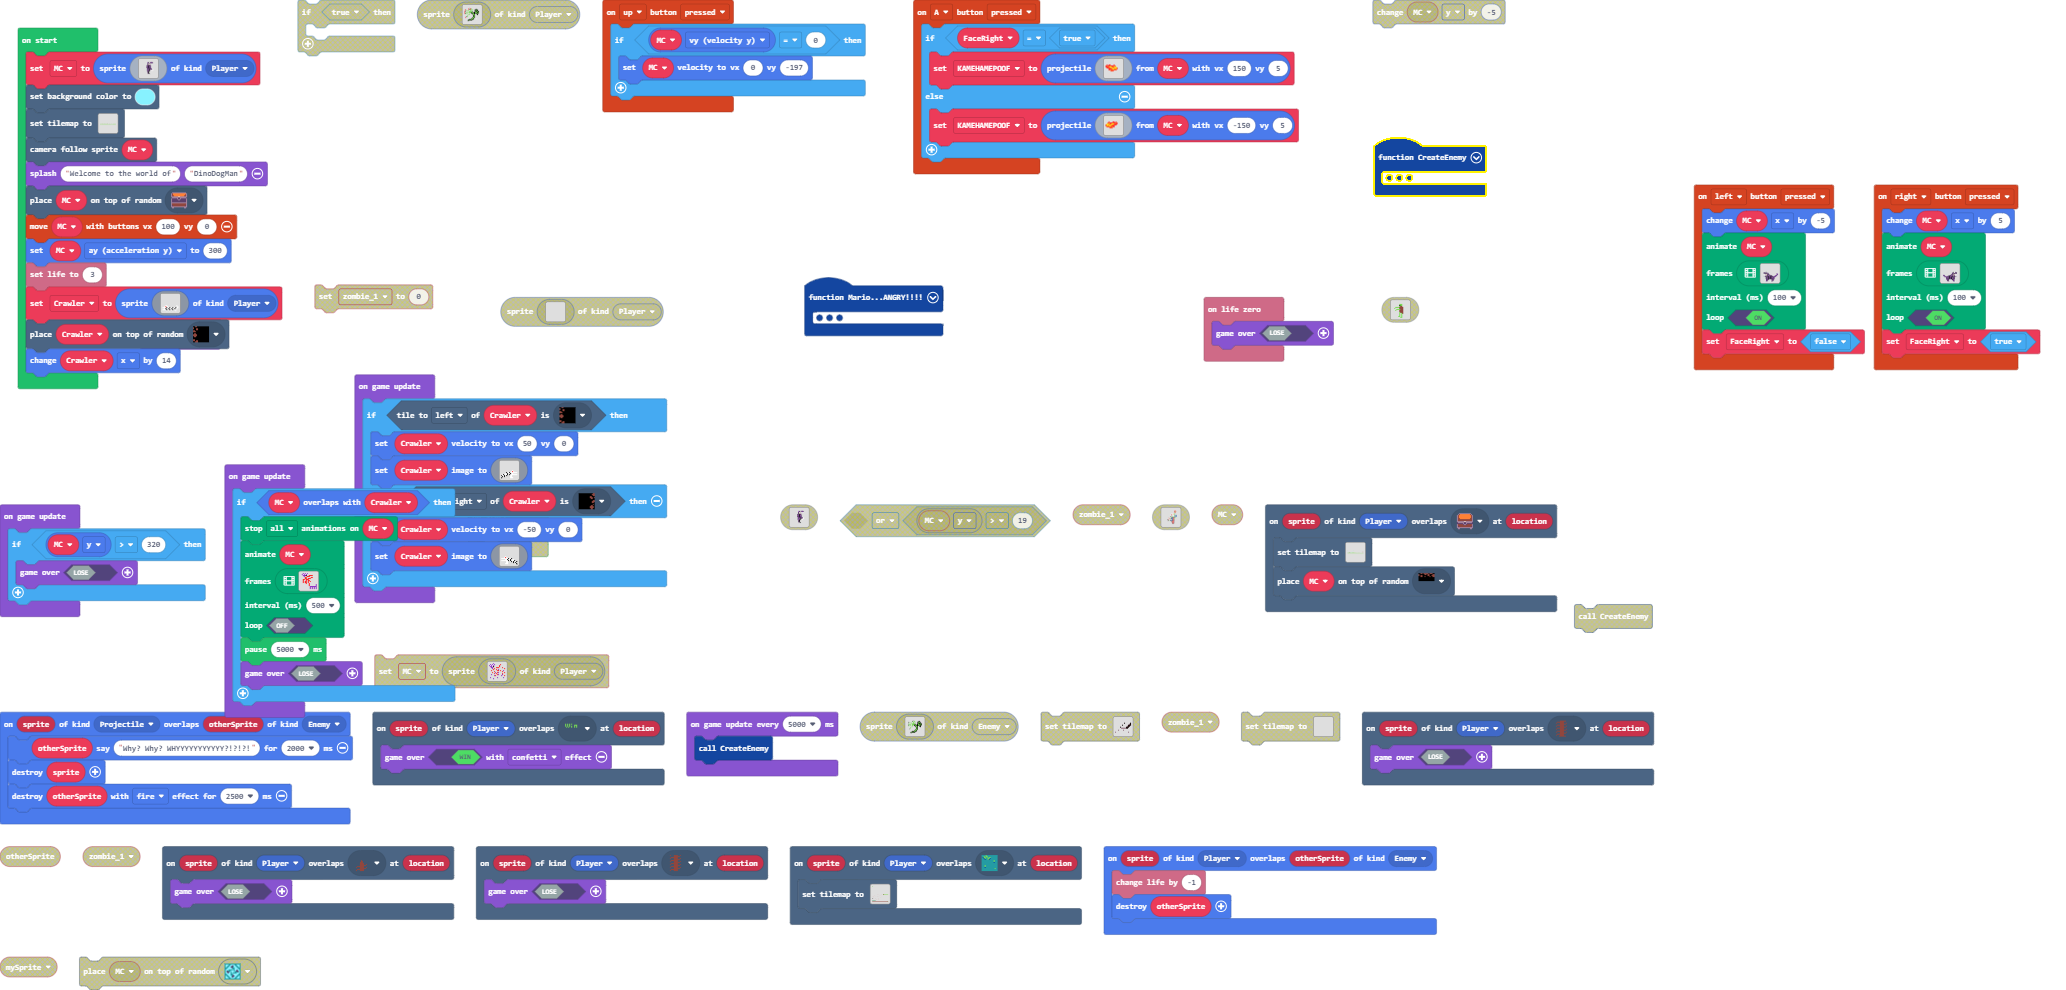 on start
set MC to sprite of kind Player
set background color to
set tilemap to
camera follow sprite MC
splash "Welcome to the world of" "DinoDogMan"
place MC on top of random
move MC with buttons vx 100 vy 0
set MC ay (acceleration y) to 300
set life to 3
set Crawler to sprite of kind Player
place Crawler on top of random
change Crawler x by 14
if true then
sprite of kind Player
on up button pressed
if MC vy (velocity y) = 0 then
set MC velocity to vx 0 vy -197
on A button pressed
if FaceRight = true then
set KAMEHAMEPOOF to projectile from MC with vx 150 vy 5
else
set KAMEHAMEPOOF to projectile from MC with vx -150 vy 5
change MC y by -5
function CreateEnemy
on left button pressed
change MC x by -5
animate MC
frames
interval (ms) 100
loop ON
set FaceRight to false
on right button pressed
change MC x by 5
animate MC
frames
interval (ms) 100
loop ON
set FaceRight to true
set zombie_1 to 0
sprite of kind Player
function Mario...ANGRY!!!!
on life zero
game over LOSE
on game update
if tile to left of Crawler is then
set Crawler velocity to vx 50 vy 0
set Crawler image to
ight of Crawler is then
Crawler velocity to vx -50 vy 0
set Crawler image to
on game update
if MC overlaps with Crawler then
stop all animations on MC
animate MC
frames
interval (ms) 500
loop OFF
pause 5000 ms
game over LOSE
on game update
if MC y > 320 then
game over LOSE
set MC to sprite of kind Player
or MC y > 19
zombie_1
MC
on sprite of kind Player overlaps at location
set tilemap to
place MC on top of random
call CreateEnemy
on sprite of kind Projectile overlaps otherSprite of kind Enemy
otherSprite say "Why? Why? WHYYYYYYYYYYY?!?!?!" for 2000 ms
destroy sprite
destroy otherSprite with fire effect for 2500 ms
on sprite of kind Player overlaps at location
game over WIN with confetti effect
on game update every 5000 ms
call CreateEnemy
sprite of kind Enemy
set tilemap to
zombie_1
set tilemap to
on sprite of kind Player overlaps at location
game over LOSE
otherSprite
zombie_1
on sprite of kind Player overlaps at location
game over LOSE
on sprite of kind Player overlaps at location
game over LOSE
on sprite of kind Player overlaps at location
set tilemap to
on sprite of kind Player overlaps otherSprite of kind Enemy
change life by -1
destroy otherSprite
mySprite
place MC on top of random